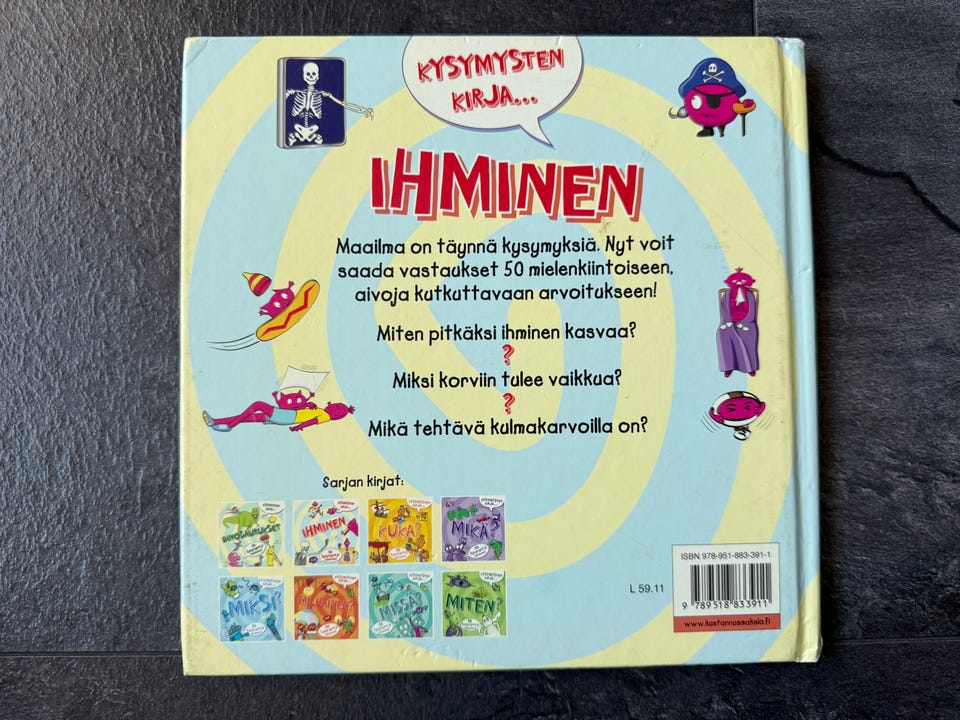 KYSYMYSTEN
KIRJA...
IHMINEN
Maailma on täynnä kysymyksiä. Nyt voit
saada vastaukset 50 mielenkiintoiseen,
aivoja kutkuttavaan arvoitukseen!
Miten pitkäksi ihminen kasvaa?
?
Miksi korviin tulee vaikkua?
?
Mikä tehtävä kulmakarvoilla on?
Sarjan kirjat:
DINOSAURUKSET
IHMINEN
KUKA?
MIKÄ?
MIKSI?
MILLAINEN?
MISSÄ?
MITEN?
ISBN 978-951-883-391-1
L 59.11
9 789518 833911
www.kustannusmakela.fi